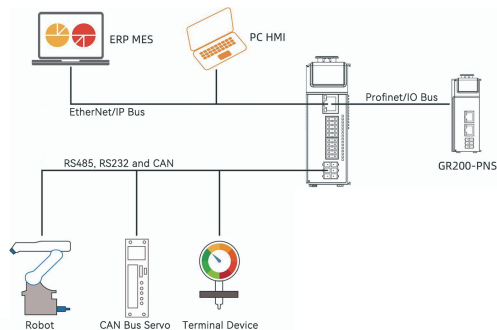 ERP MES
PC HMI
EtherNet/IP Bus
Profinet/IO Bus
GR200-PNS
RS485, RS232 and CAN
Robot
CAN Bus Servo
Terminal Device